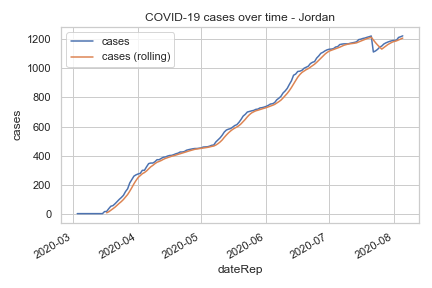 COVID-19 cases over time - Jordan
cases
cases (rolling)
1200
1000
800
600
400
200
0
cases
2020-03
2020-04
2020-05
2020-06
2020-07
2020-08
dateRep